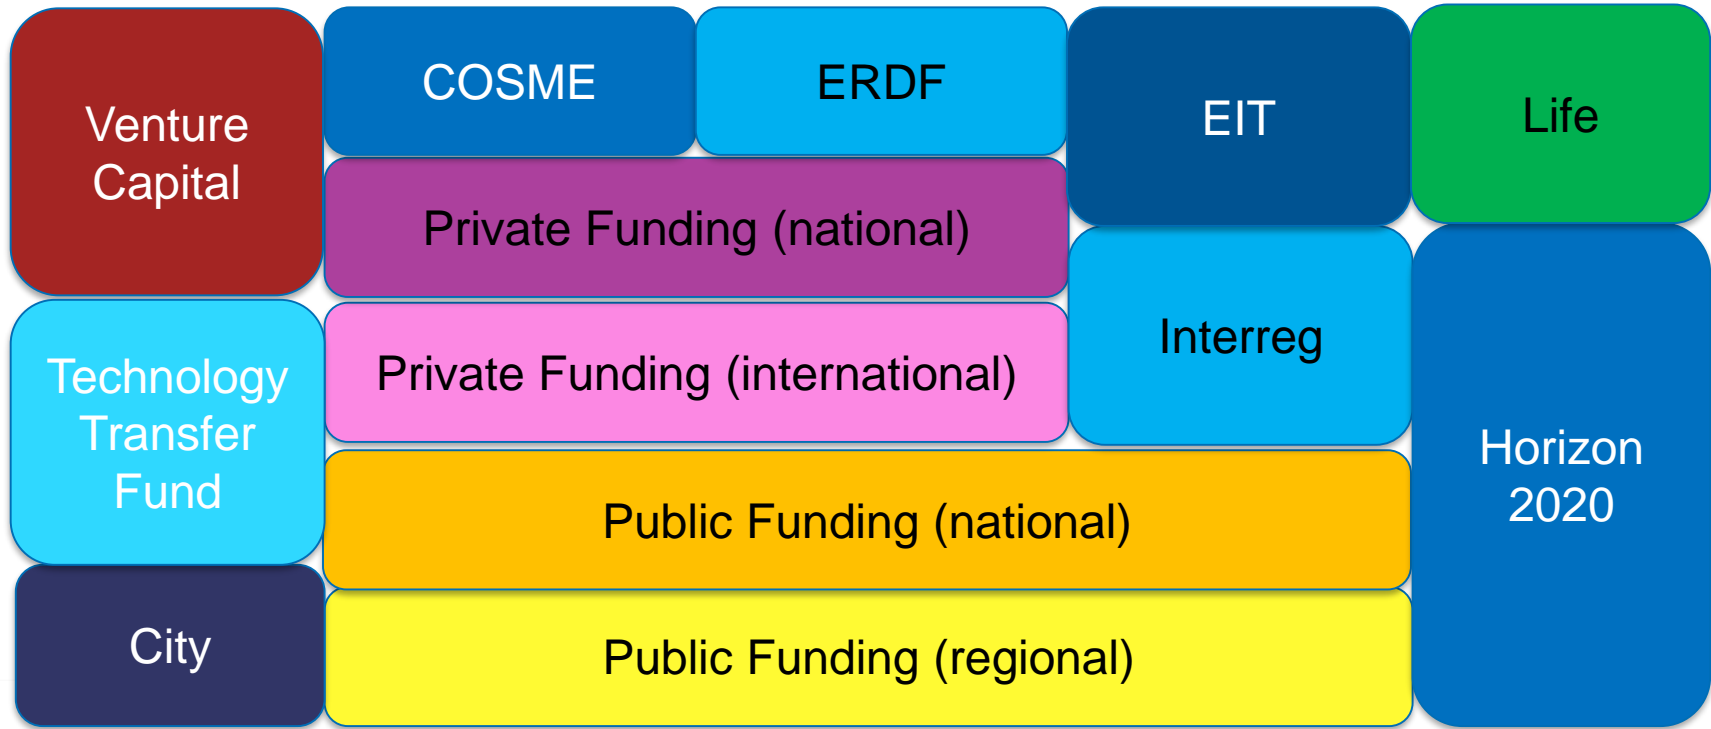 Venture
Capital
COSME
ERDF
EIT
Life
Private Funding (national)
Technology
Transfer
Fund
Private Funding (international)
Interreg
Horizon
2020
Public Funding (national)
City
Public Funding (regional)